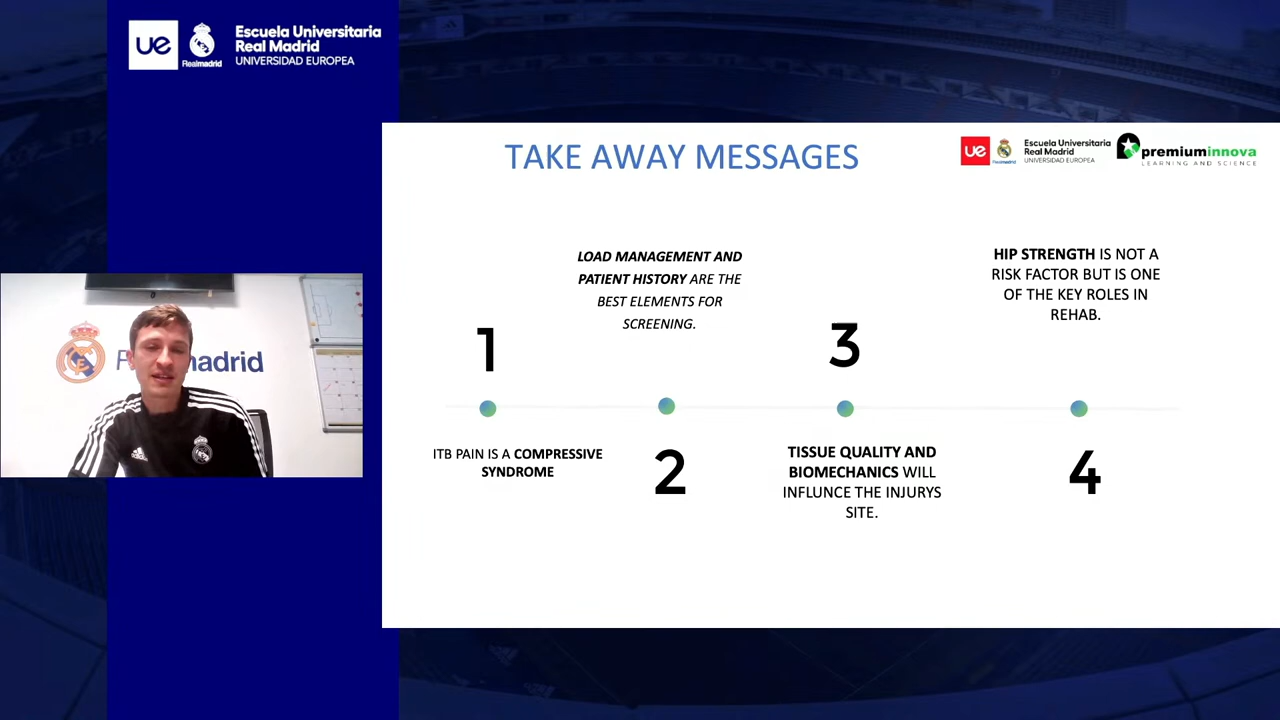 ue
Realmadrid
Escuela Universitaria
Real Madrid
UNIVERSIDAD EUROPEA
TAKE AWAY MESSAGES
ue
Realmadrid
Escuela Universitaria
Real Madrid
UNIVERSIDAD EUROPEA
premiuminnova
LEARNING AND SCIENCE
1
ITB PAIN IS A COMPRESSIVE
SYNDROME
LOAD MANAGEMENT AND
PATIENT HISTORY ARE THE
BEST ELEMENTS FOR
SCREENING.
2
3
TISSUE QUALITY AND
BIOMECHANICS WILL
INFLUNCE THE INJURYS
SITE.
HIP STRENGTH IS NOT A
RISK FACTOR BUT IS ONE
OF THE KEY ROLES IN
REHAB.
4
adidas